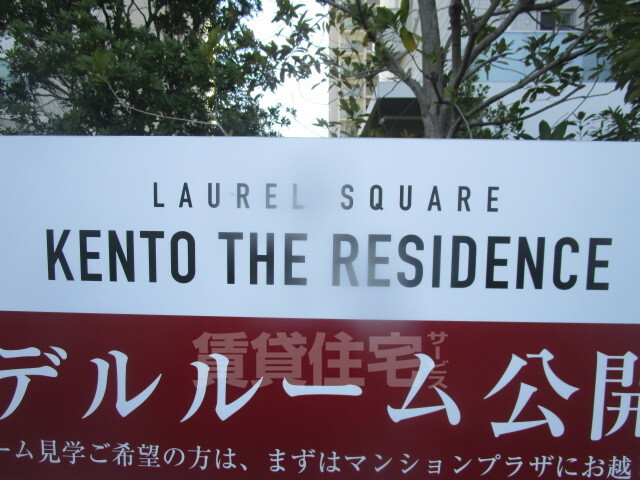 LAUREL SQUARE
KENTO THE RESIDENCE
賃貸住宅サービス
デルルーム公開
ーム見学ご希望の方は、まずはマンションプラザにお越